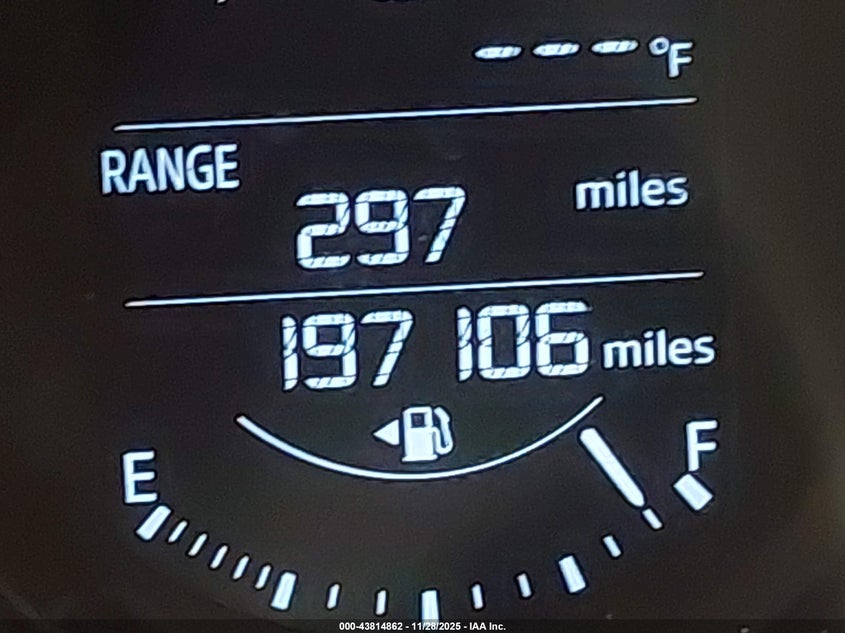 --- °F
RANGE
297 miles
197 106 miles
E F
000-43814862 - 11/28/2025 - IAA Inc.